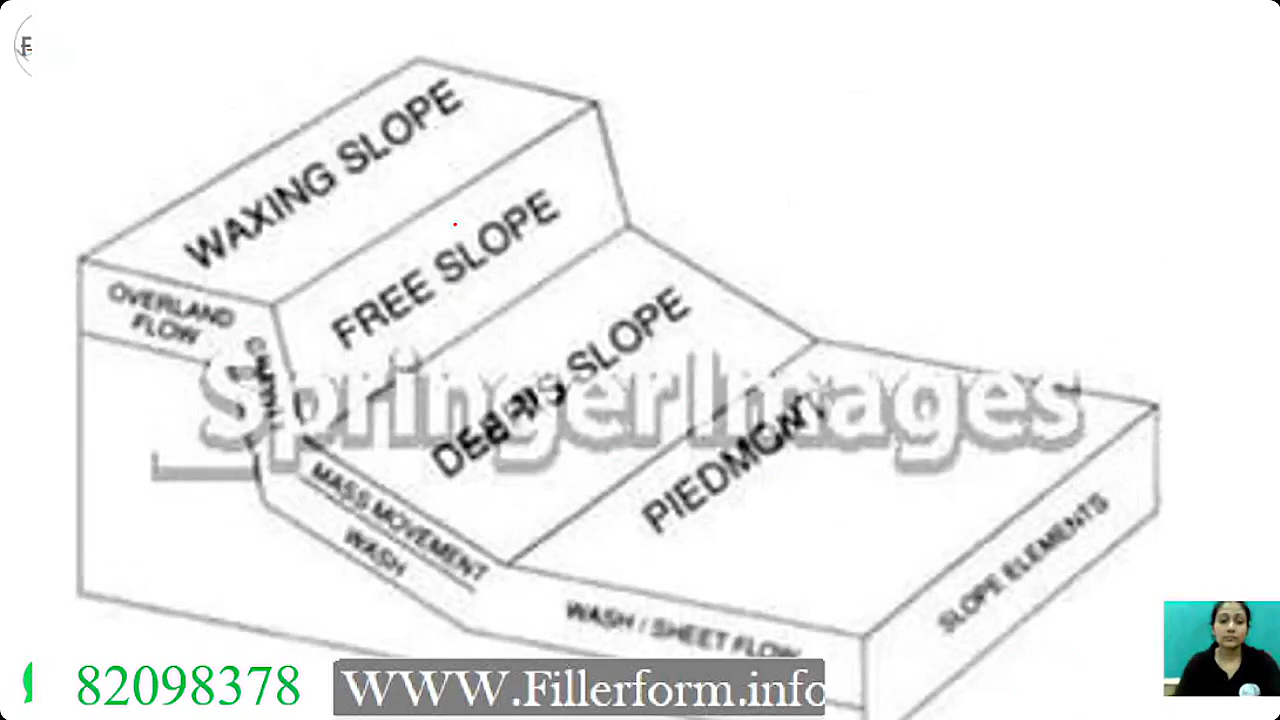 WAXING SLOPE
FREE SLOPE
DEBRIS SLOPE
PIEDMONT
OVERLAND
FLOW
MASS MOVEMENT
WASH
WASH / SHEET FLOW
SLOPE ELEMENTS
SpringerImages
82098378
WWW.Fillerform.info